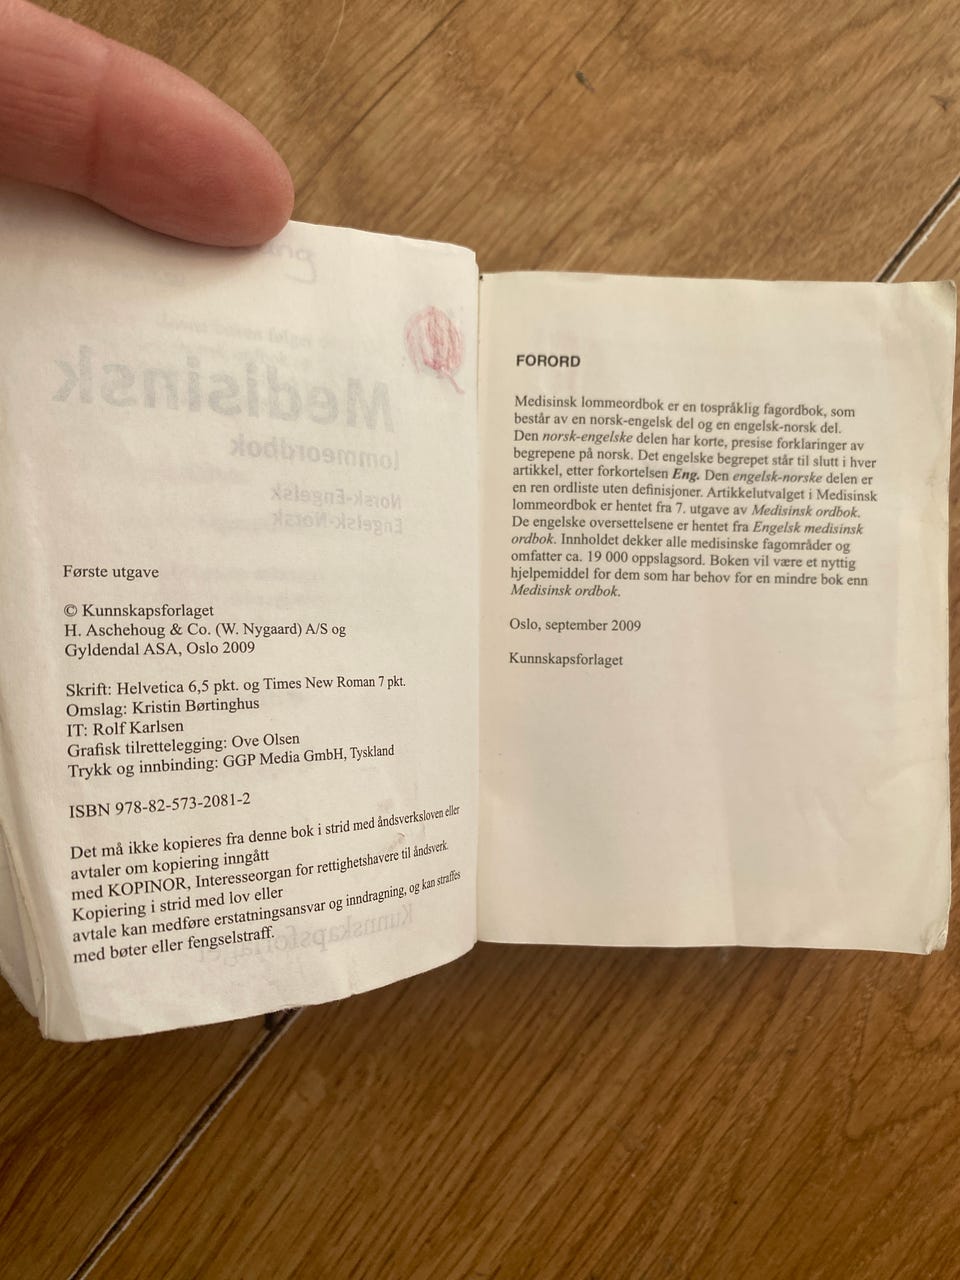 Medisinsk
lommeordbok
Norsk-Engelsk
Engelsk-Norsk
Første utgave
© Kunnskapsforlaget
H. Aschehoug & Co. (W. Nygaard) A/S og
Gyldendal ASA, Oslo 2009
Skrift: Helvetica 6,5 pkt. og Times New Roman 7 pkt.
Omslag: Kristin Børtinghus
IT: Rolf Karlsen
Grafisk tilrettelegging: Ove Olsen
Trykk og innbinding: GGP Media GmbH, Tyskland
ISBN 978-82-573-2081-2
Det må ikke kopieres fra denne bok i strid med åndsverksloven eller
avtaler om kopiering inngått
med KOPINOR, Interesseorgan for rettighetshavere til åndsverk.
Kopiering i strid med lov eller
avtale kan medføre erstatningsansvar og inndragning, og kan straffes
med bøter eller fengselstraff.
Kunnskapsforlaget
FORORD
Medisinsk lommeordbok er en tospråklig fagordbok, som
består av en norsk-engelsk del og en engelsk-norsk del.
Den norsk-engelske delen har korte, presise forklaringer av
begrepene på norsk. Det engelske begrepet står til slutt i hver
artikkel, etter forkortelsen Eng. Den engelsk-norske delen er
en ren ordliste uten definisjoner. Artikkelutvalget i Medisinsk
lommeordbok er hentet fra 7. utgave av Medisinsk ordbok.
De engelske oversettelsene er hentet fra Engelsk medisinsk
ordbok. Innholdet dekker alle medisinske fagområder og
omfatter ca. 19 000 oppslagsord. Boken vil være et nyttig
hjelpemiddel for dem som har behov for en mindre bok enn
Medisinsk ordbok.
Oslo, september 2009
Kunnskapsforlaget